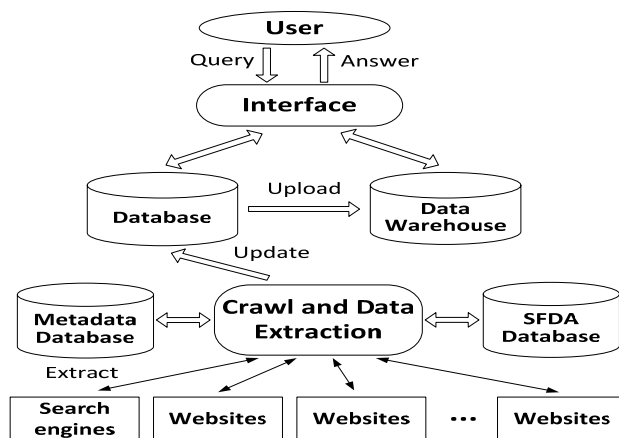 User
Query
Answer
Interface
Database
Upload
Data
Warehouse
Update
Metadata
Database
Crawl and Data
Extraction
SFDA
Database
Extract
Search
engines
Websites
Websites
...
Websites